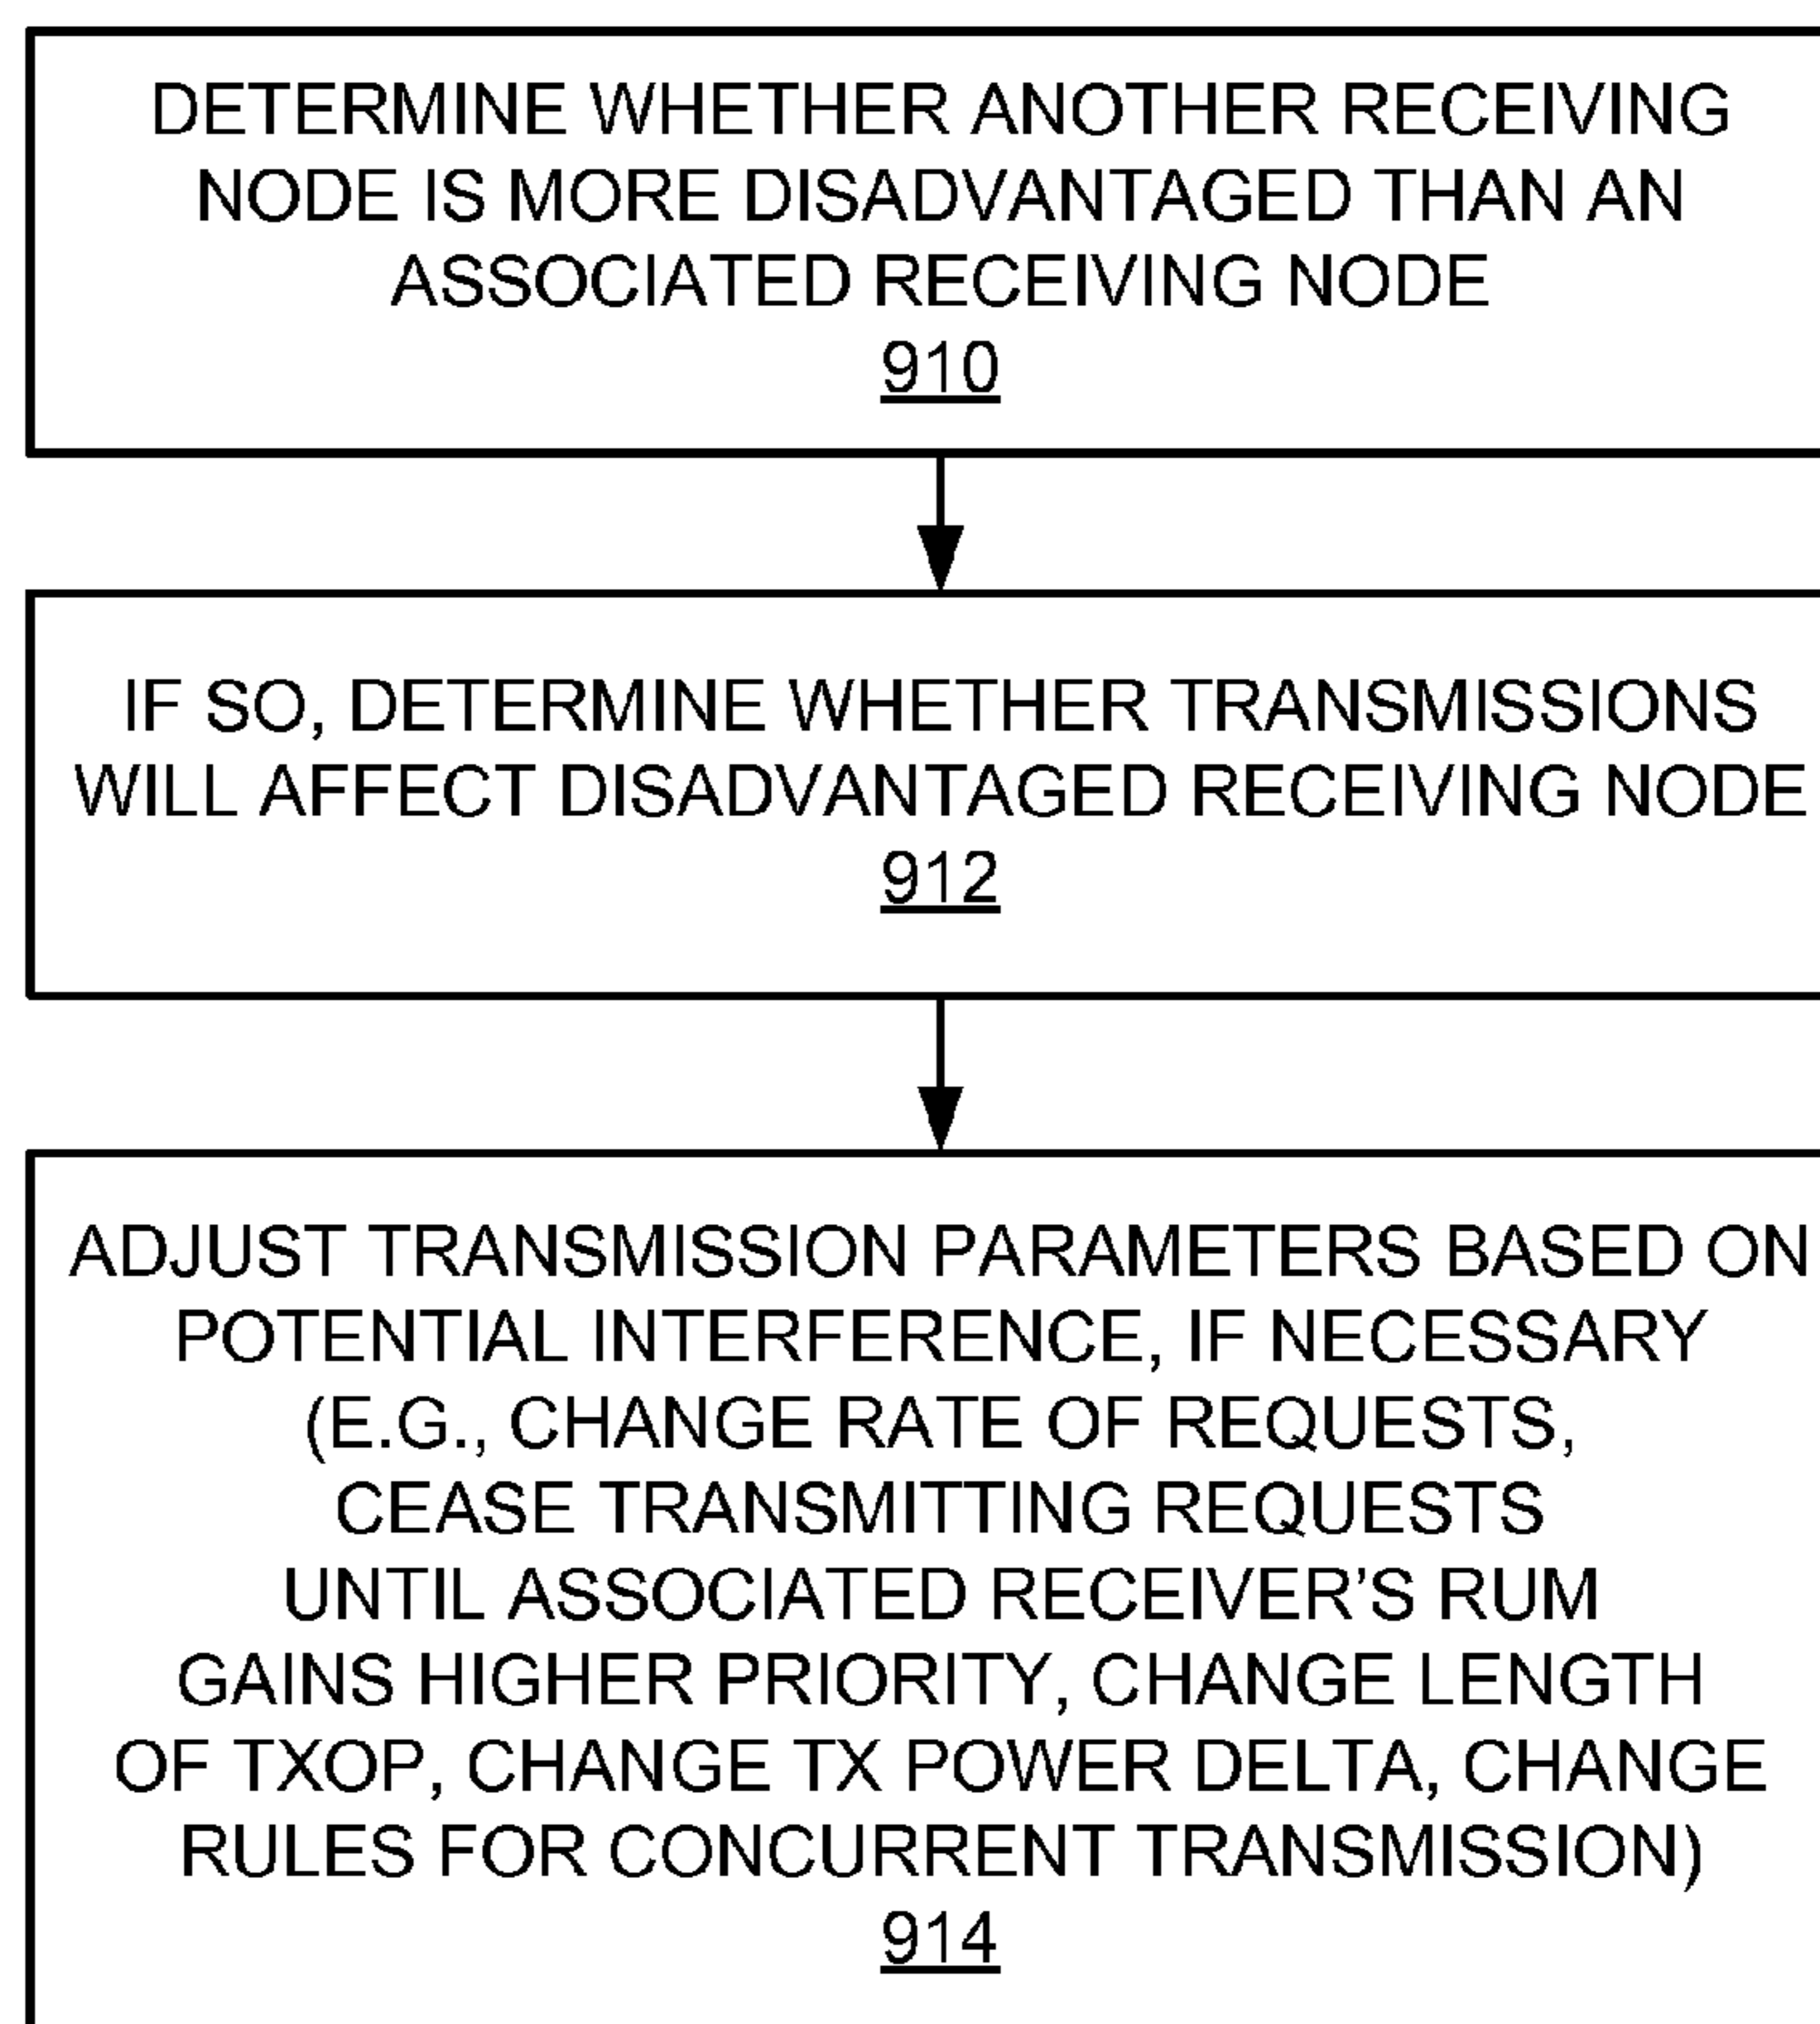 DETERMINE WHETHER ANOTHER RECEIVING
NODE IS MORE DISADVANTAGED THAN AN
ASSOCIATED RECEIVING NODE
910
IF SO, DETERMINE WHETHER TRANSMISSIONS
WILL AFFECT DISADVANTAGED RECEIVING NODE
912
ADJUST TRANSMISSION PARAMETERS BASED ON
POTENTIAL INTERFERENCE, IF NECESSARY
(E.G., CHANGE RATE OF REQUESTS,
CEASE TRANSMITTING REQUESTS
UNTIL ASSOCIATED RECEIVER'S RUM
GAINS HIGHER PRIORITY, CHANGE LENGTH
OF TXOP, CHANGE TX POWER DELTA, CHANGE
RULES FOR CONCURRENT TRANSMISSION)
914